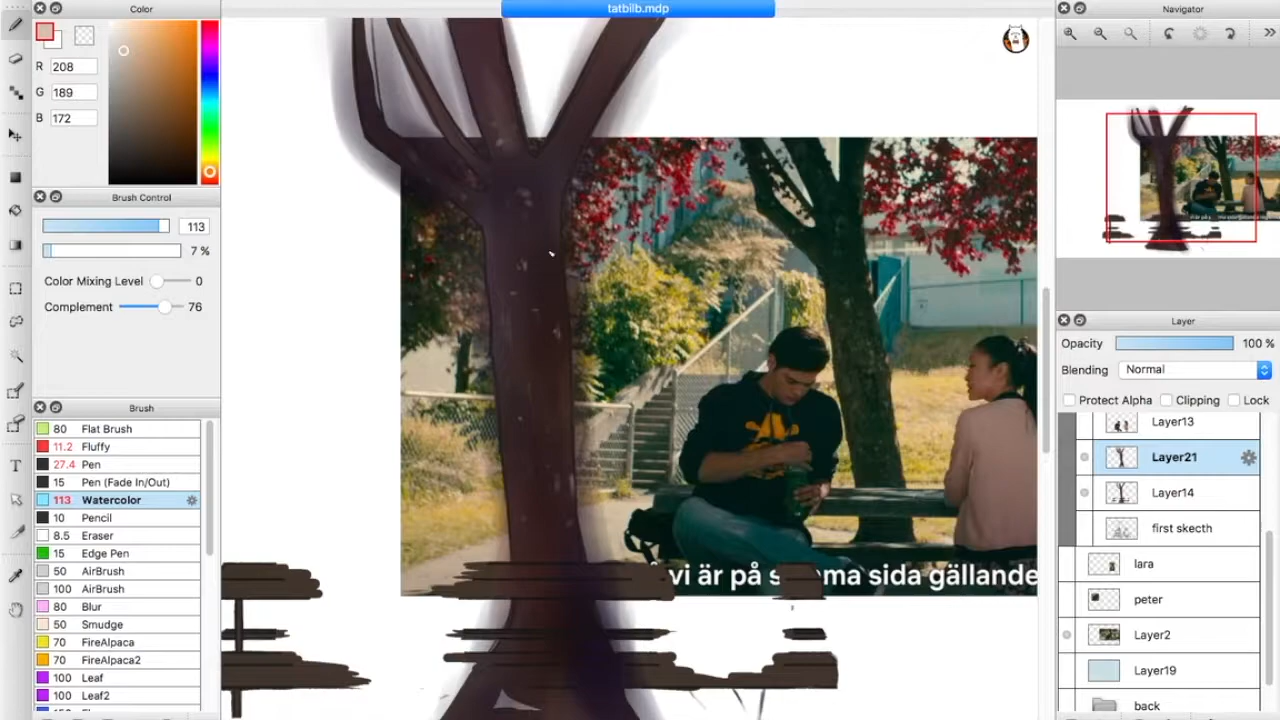 Color
tatbilb.mdp
Navigator
R 208
G 189
B 172
Brush Control
113
7 %
Color Mixing Level 0
Complement 76
Brush
80 Flat Brush
11.2 Fluffy
27.4 Pen
15 Pen (Fade In/Out)
113 Watercolor
10 Pencil
8.5 Eraser
15 Edge Pen
50 AirBrush
100 AirBrush
80 Blur
50 Smudge
70 FireAlpaca
70 FireAlpaca2
100 Leaf
100 Leaf2
vi är på s mma sida gällande
Layer
Opacity 100 %
Blending Normal
Protect Alpha Clipping Lock
Layer13
Layer21
Layer14
first skecth
lara
peter
Layer2
Layer19
back